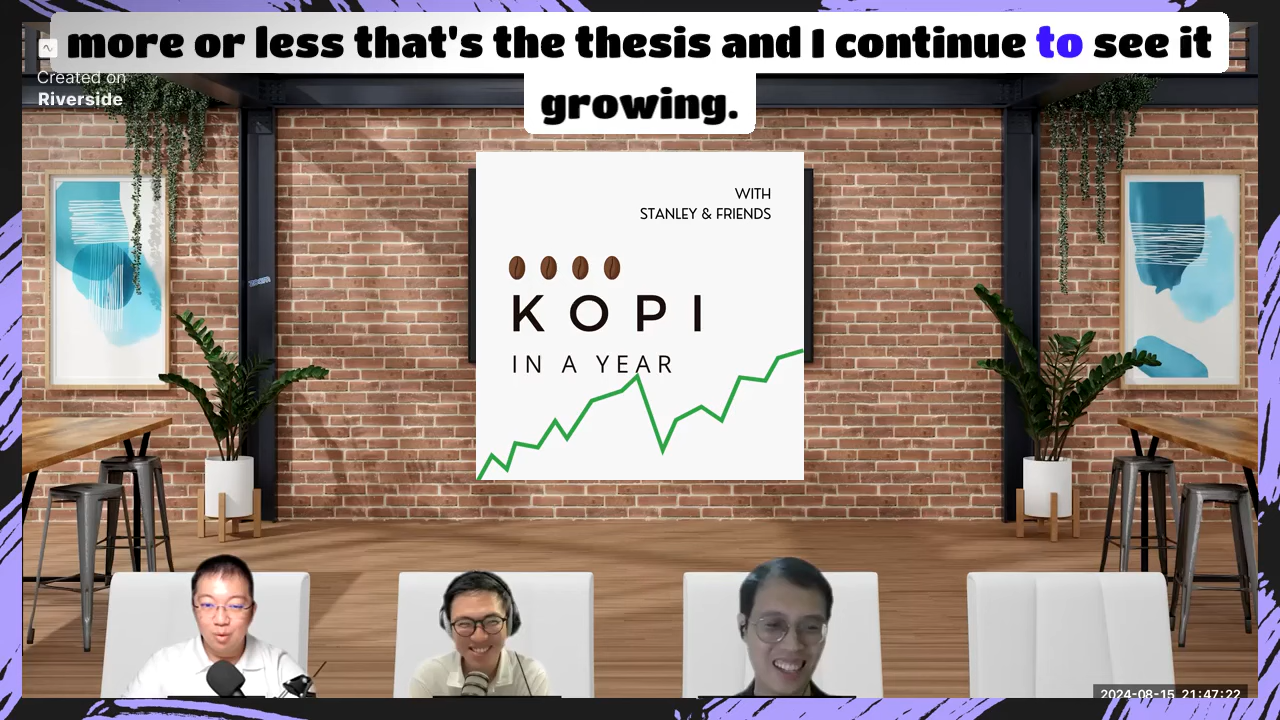 more or less that's the thesis and I continue to see it
growing.
Created on
Riverside
WITH
STANLEY & FRIENDS
KOPI
IN A YEAR
2024-08-15 21:47:22